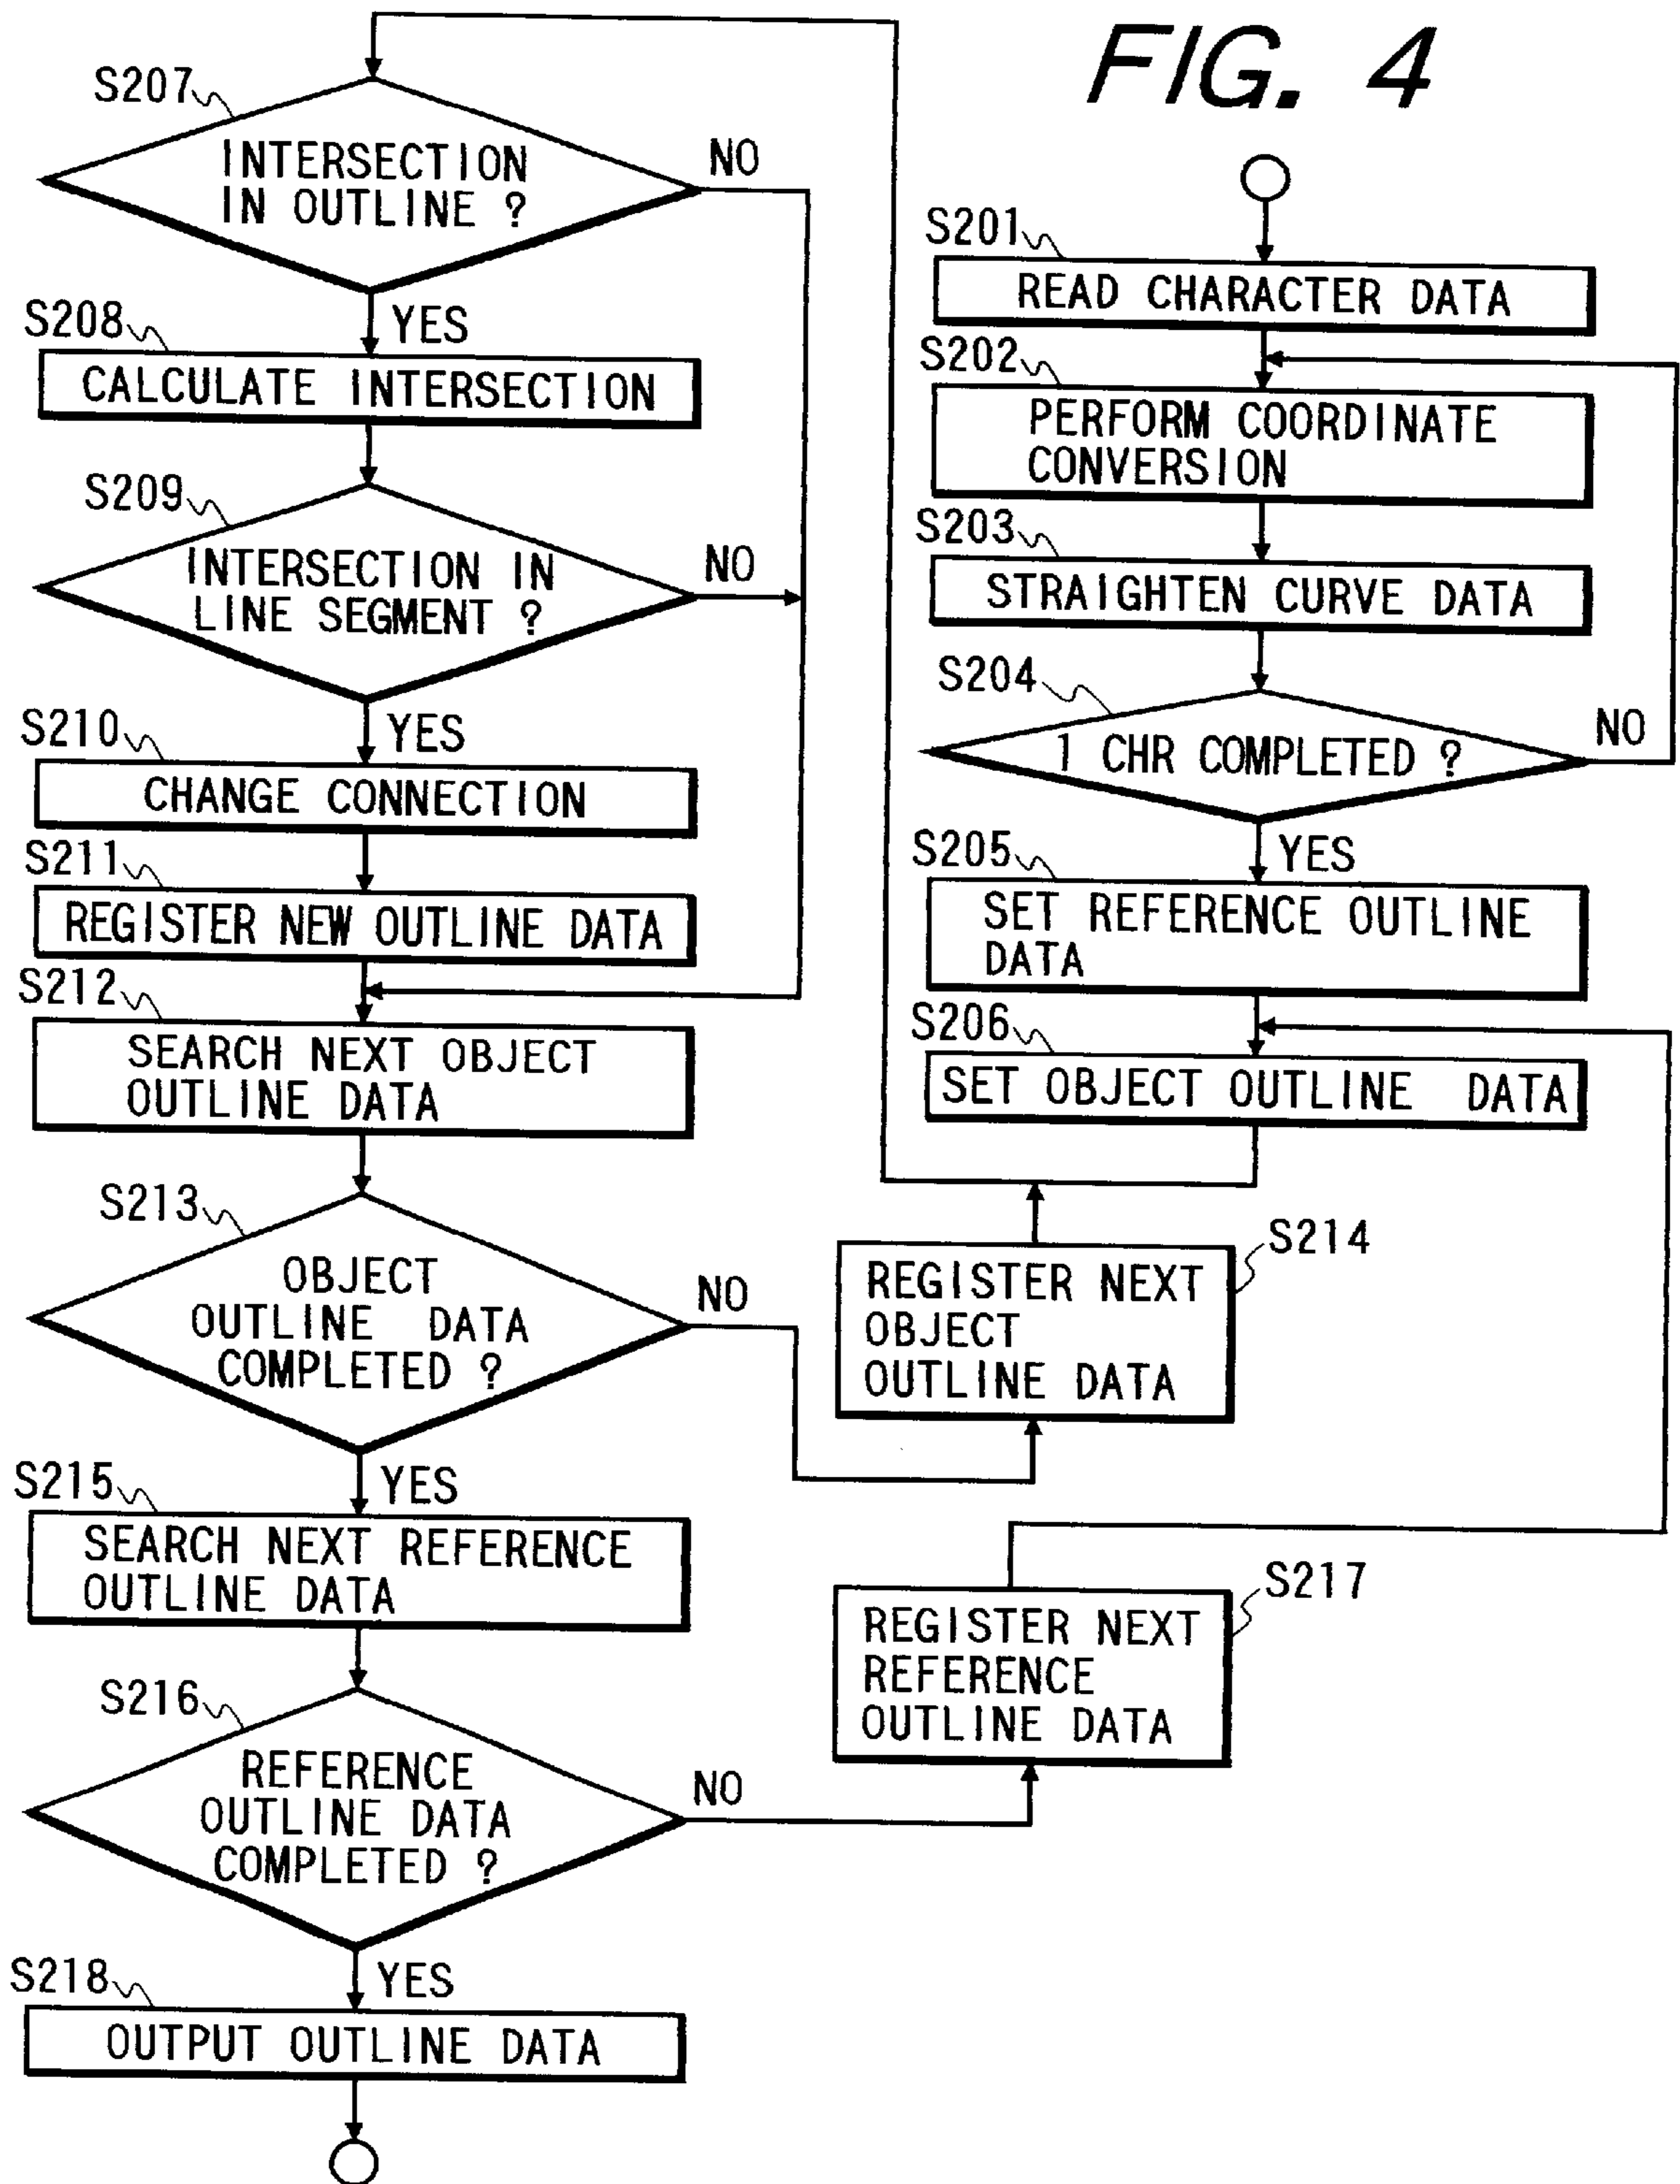 FIG. 4
S201
READ CHARACTER DATA
S202
PERFORM COORDINATE
CONVERSION
S203
STRAIGHTEN CURVE DATA
S204
1 CHR COMPLETED ?
NO
YES
S205
SET REFERENCE OUTLINE
DATA
S206
SET OBJECT OUTLINE DATA
S207
INTERSECTION
IN OUTLINE ?
NO
YES
S208
CALCULATE INTERSECTION
S209
INTERSECTION IN
LINE SEGMENT ?
NO
YES
S210
CHANGE CONNECTION
S211
REGISTER NEW OUTLINE DATA
S212
SEARCH NEXT OBJECT
OUTLINE DATA
S213
OBJECT
OUTLINE DATA
COMPLETED ?
NO
YES
S214
REGISTER NEXT
OBJECT
OUTLINE DATA
S215
SEARCH NEXT REFERENCE
OUTLINE DATA
S216
REFERENCE
OUTLINE DATA
COMPLETED ?
NO
YES
S217
REGISTER NEXT
REFERENCE
OUTLINE DATA
S218
OUTPUT OUTLINE DATA